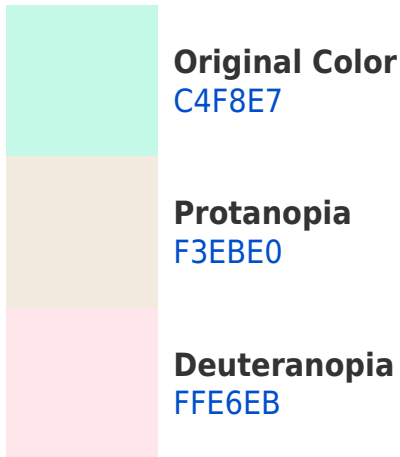 Original Color
C4F8E7
Protanopia
F3EBE0
Deuteranopia
FFE6EB